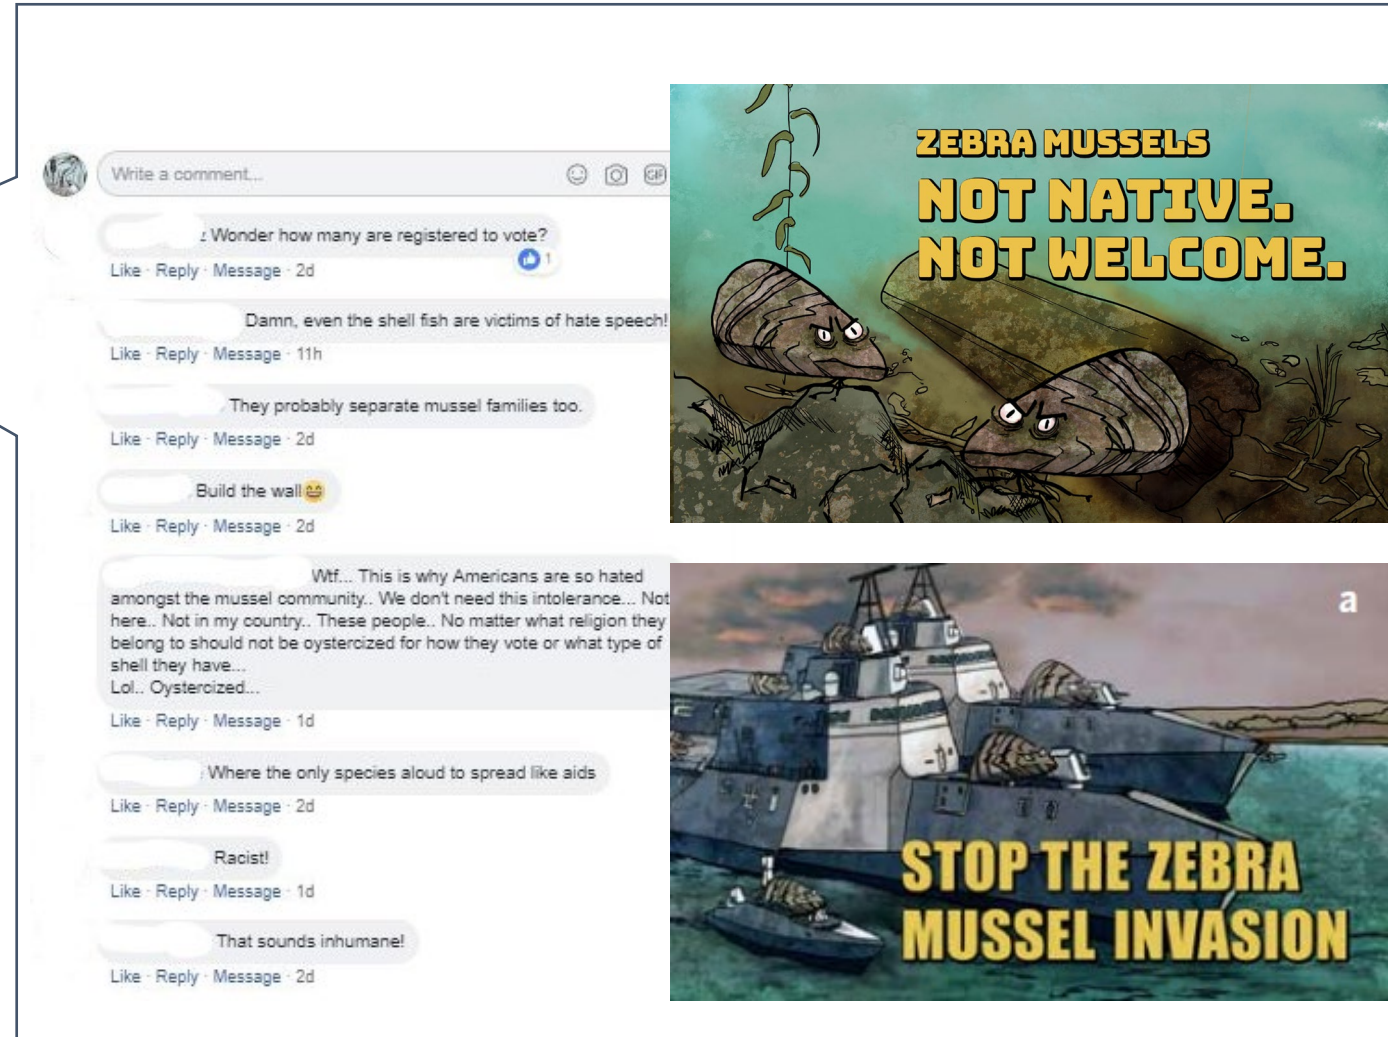 Write a comment...
GIF
Wonder how many are registered to vote?
1
Like · Reply · Message · 2d
Damn, even the shell fish are victims of hate speech!
Like · Reply · Message · 11h
They probably separate mussel families too.
Like · Reply · Message · 2d
Build the wall😄
Like · Reply · Message · 2d
Wtf... This is why Americans are so hated
amongst the mussel community.. We don't need this intolerance... Not
here.. Not in my country.. These people.. No matter what religion they
belong to should not be oystercized for how they vote or what type of
shell they have...
Lol.. Oystercized...
Like · Reply · Message · 1d
Where the only species aloud to spread like aids
Like · Reply · Message · 2d
Racist!
Like · Reply · Message · 1d
That sounds inhumane!
Like · Reply · Message · 2d
ZEBRA MUSSELS
NOT NATIVE.
NOT WELCOME.
a
STOP THE ZEBRA
MUSSEL INVASION